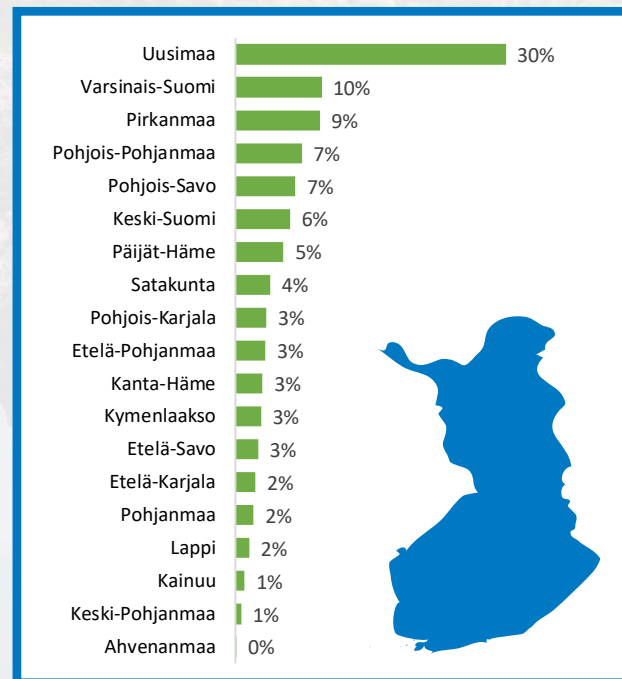 Uusimaa 30%
Varsinais-Suomi 10%
Pirkanmaa 9%
Pohjois-Pohjanmaa 7%
Pohjois-Savo 7%
Keski-Suomi 6%
Päijät-Häme 5%
Satakunta 4%
Pohjois-Karjala 3%
Etelä-Pohjanmaa 3%
Kanta-Häme 3%
Kymenlaakso 3%
Etelä-Savo 3%
Etelä-Karjala 2%
Pohjanmaa 2%
Lappi 2%
Kainuu 1%
Keski-Pohjanmaa 1%
Ahvenanmaa 0%